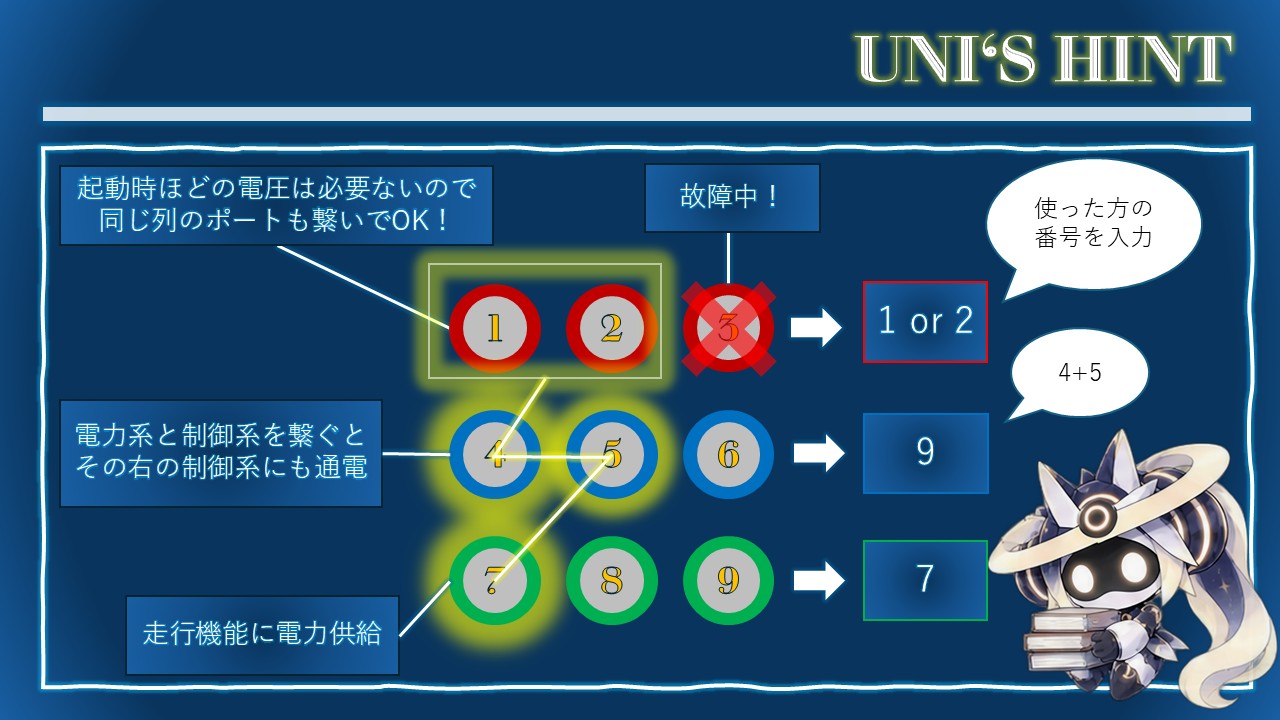 UNI‘S HINT
起動時ほどの電圧は必要ないので
同じ列のポートも繋いでOK！
故障中！
使った方の
番号を入力
1 2 3
1 or 2
4+5
電力系と制御系を繋ぐと
その右の制御系にも通電
4 5 6
9
7 8 9
7
走行機能に電力供給